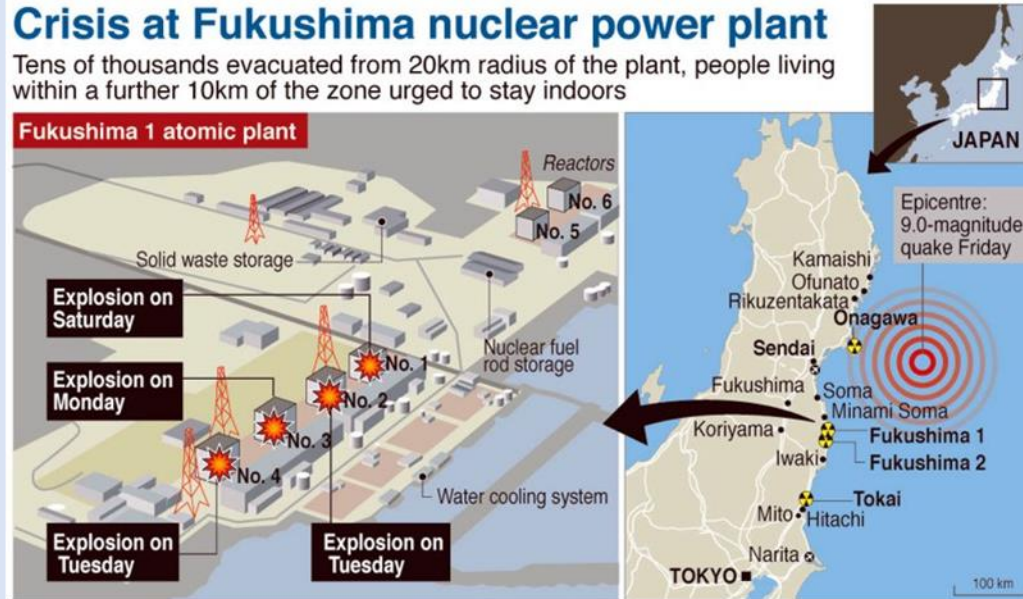 Crisis at Fukushima nuclear power plant
Tens of thousands evacuated from 20km radius of the plant, people living
within a further 10km of the zone urged to stay indoors
Fukushima 1 atomic plant
Reactors
No. 6
No. 5
Solid waste storage
Explosion on
Saturday
Nuclear fuel
rod storage
No. 1
Explosion on
Monday
No. 2
No. 3
No. 4
Water cooling system
Explosion on
Tuesday
Explosion on
Tuesday
JAPAN
Epicentre:
9.0-magnitude
quake Friday
Kamaishi
Ofunato
Rikuzentakata
Onagawa
Sendai
Fukushima
Soma
Minami Soma
Koriyama
Fukushima 1
Iwaki
Fukushima 2
Tokai
Mito
Hitachi
Narita
TOKYO
100 km